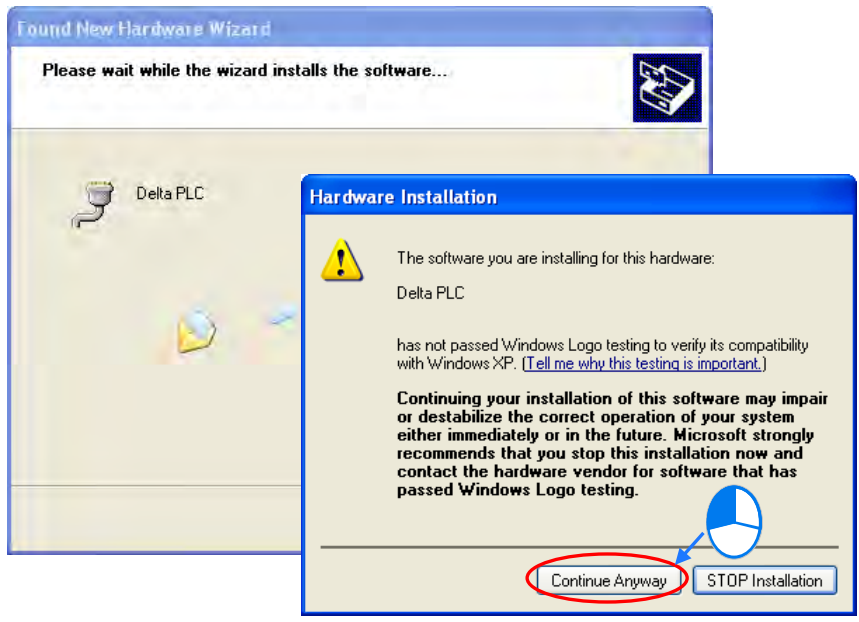 Found New Hardware Wizard
Please wait while the wizard installs the software...
Delta PLC
Hardware Installation
The software you are installing for this hardware:
Delta PLC
has not passed Windows Logo testing to verify its compatibility
with Windows XP. (Tell me why this testing is important.)
Continuing your installation of this software may impair
or destabilize the correct operation of your system
either immediately or in the future. Microsoft strongly
recommends that you stop this installation now and
contact the hardware vendor for software that has
passed Windows Logo testing.
Continue Anyway
STOP Installation